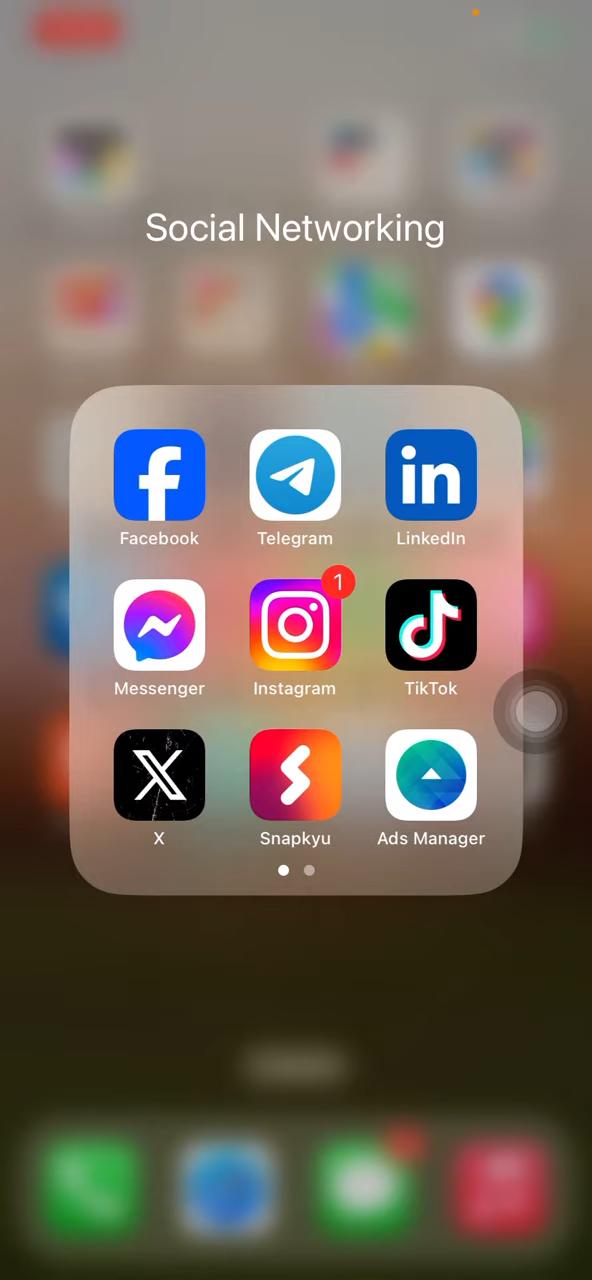 Social Networking
Facebook
Telegram
LinkedIn
1
Messenger
Instagram
TikTok
X
Snapkyu
Ads Manager